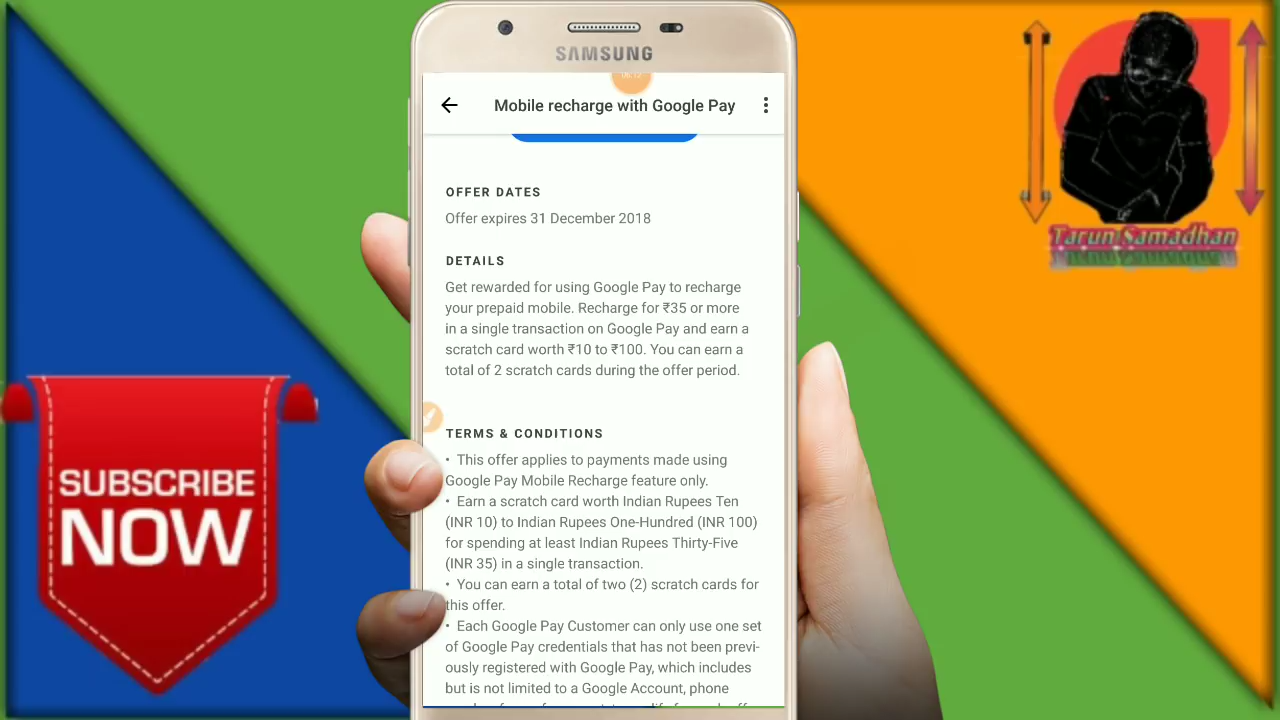 SAMSUNG
Mobile recharge with Google Pay
OFFER DATES
Offer expires 31 December 2018
DETAILS
Get rewarded for using Google Pay to recharge
your prepaid mobile. Recharge for ₹35 or more
in a single transaction on Google Pay and earn a
scratch card worth ₹10 to ₹100. You can earn a
total of 2 scratch cards during the offer period.
TERMS & CONDITIONS
• This offer applies to payments made using
Google Pay Mobile Recharge feature only.
• Earn a scratch card worth Indian Rupees Ten
(INR 10) to Indian Rupees One-Hundred (INR 100)
for spending at least Indian Rupees Thirty-Five
(INR 35) in a single transaction.
• You can earn a total of two (2) scratch cards for
this offer.
• Each Google Pay Customer can only use one set
of Google Pay credentials that has not been previ-
ously registered with Google Pay, which includes
but is not limited to a Google Account, phone
SUBSCRIBE
NOW
Tarun Samadhan